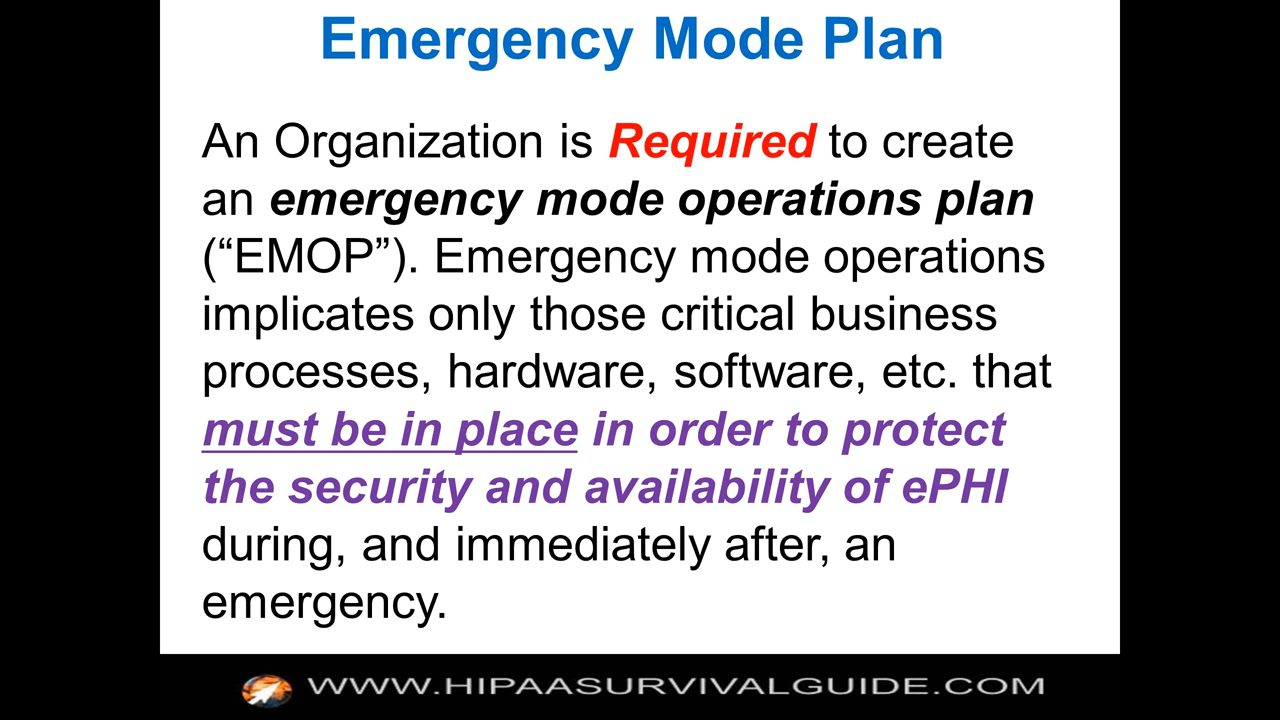 Emergency Mode Plan
An Organization is Required to create
an emergency mode operations plan
(“EMOP”). Emergency mode operations
implicates only those critical business
processes, hardware, software, etc. that
must be in place in order to protect
the security and availability of ePHI
during, and immediately after, an
emergency.
WWW.HIPAASURVIVALGUIDE.COM